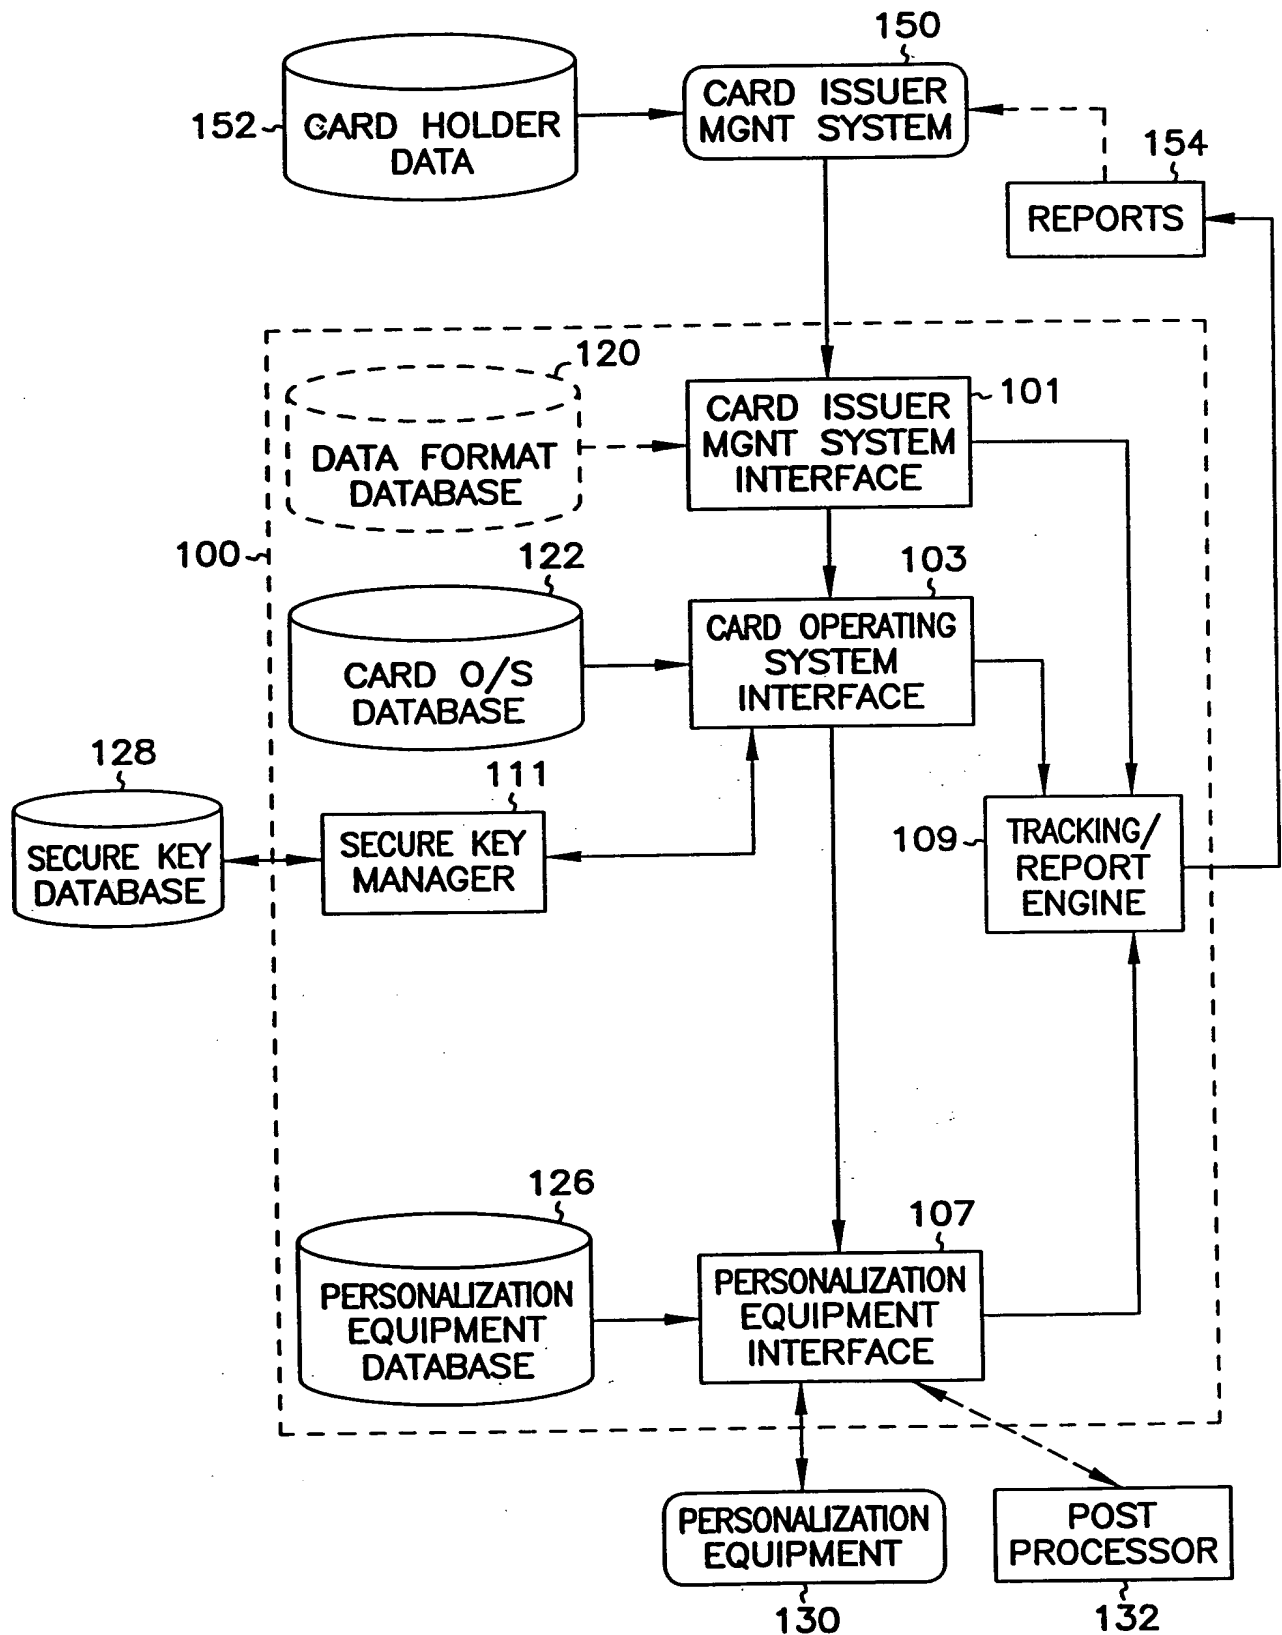 150
CARD ISSUER
MGNT SYSTEM
152
CARD HOLDER
DATA
154
REPORTS
120
DATA FORMAT
DATABASE
101
CARD ISSUER
MGNT SYSTEM
INTERFACE
100
122
CARD O/S
DATABASE
103
CARD OPERATING
SYSTEM
INTERFACE
128
SECURE KEY
DATABASE
111
SECURE KEY
MANAGER
109
TRACKING/
REPORT
ENGINE
126
PERSONALIZATION
EQUIPMENT
DATABASE
107
PERSONALIZATION
EQUIPMENT
INTERFACE
PERSONALIZATION
EQUIPMENT
130
POST
PROCESSOR
132